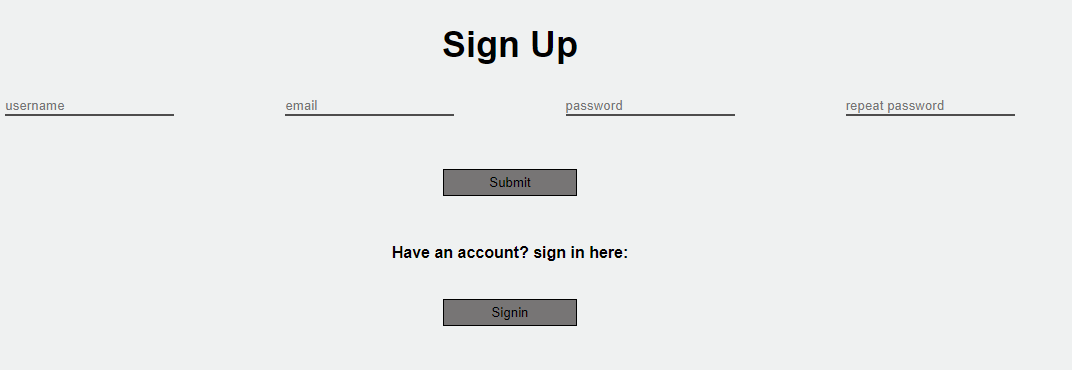 Sign Up
username email password repeat password
Submit
Have an account? sign in here:
Signin